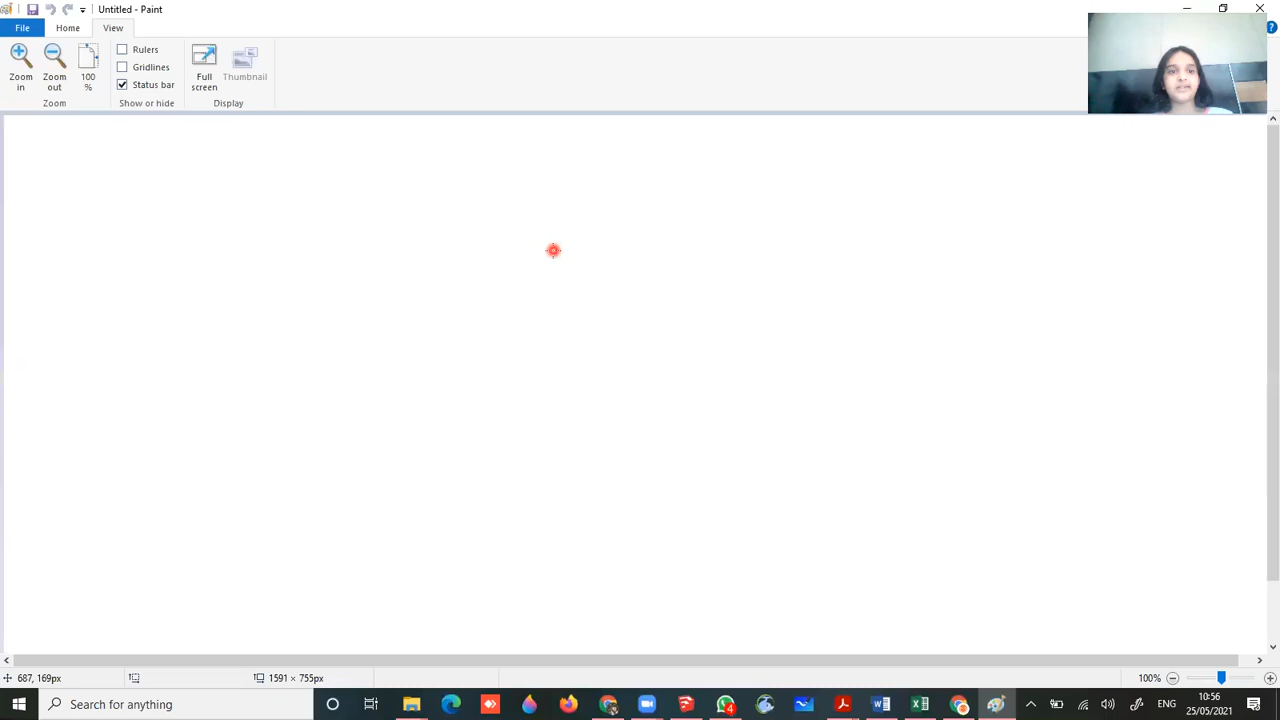 Untitled - Paint
File Home View
Zoom in
Zoom out
100 %
Rulers
Gridlines
Status bar
Full screen
Thumbnail
Zoom
Show or hide
Display
?
687, 169px
1591 × 755px
100%
Search for anything
4
ENG
10:56
25/05/2021